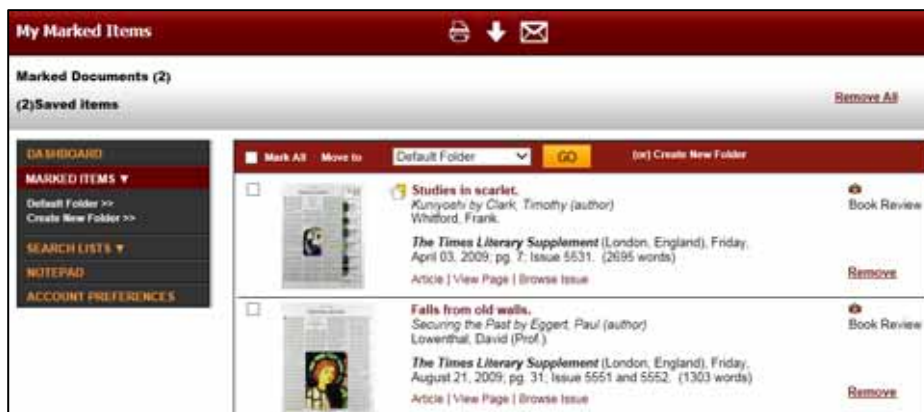 My Marked Items
Marked Documents (2)
(2)Saved items
Remove All
DASHBOARD
MARKED ITEMS ▼
Default Folder >>
Create New Folder >>
SEARCH LISTS ▼
NOTEPAD
ACCOUNT PREFERENCES
Mark All Move to Default Folder GO (or) Create New Folder
Studies in scarlet.
Kuniyoshi by Clark, Timothy (author)
Whitford, Frank.
The Times Literary Supplement (London, England), Friday,
April 03, 2009; pg. 7; Issue 5531. (2695 words)
Article | View Page | Browse Issue
Book Review
Remove
Falls from old walls.
Securing the Past by Eggert, Paul (author)
Lowenthal, David (Prof.)
The Times Literary Supplement (London, England), Friday,
August 21, 2009; pg. 31; Issue 5551 and 5552. (1303 words)
Article | View Page | Browse Issue
Book Review
Remove